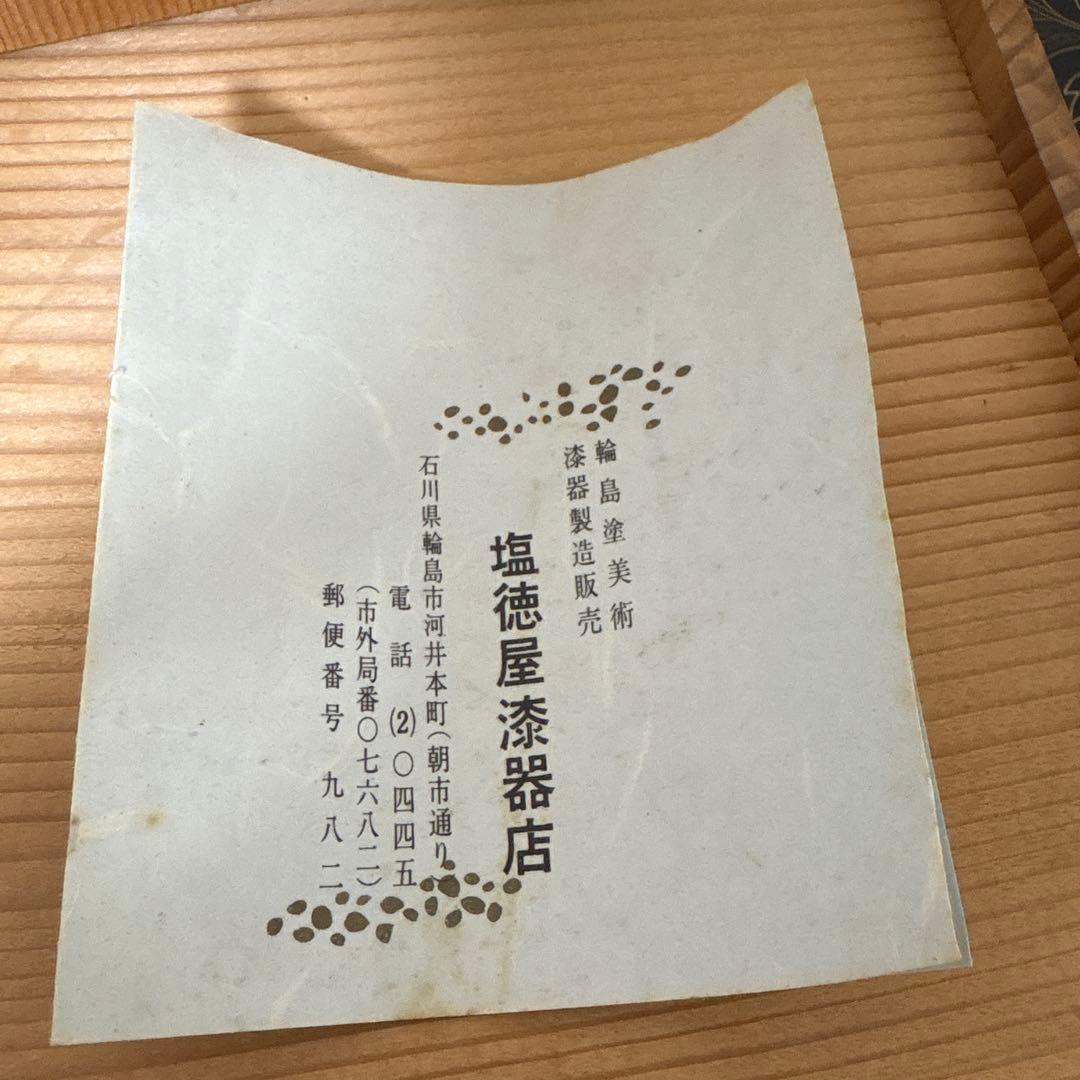 輪島塗美術
漆器製造販売
塩徳屋漆器店
石川県輪島市河井本町(朝市通り)
電話 (2)〇四四五
(市外局番〇七六八二)
郵便番号 九八二